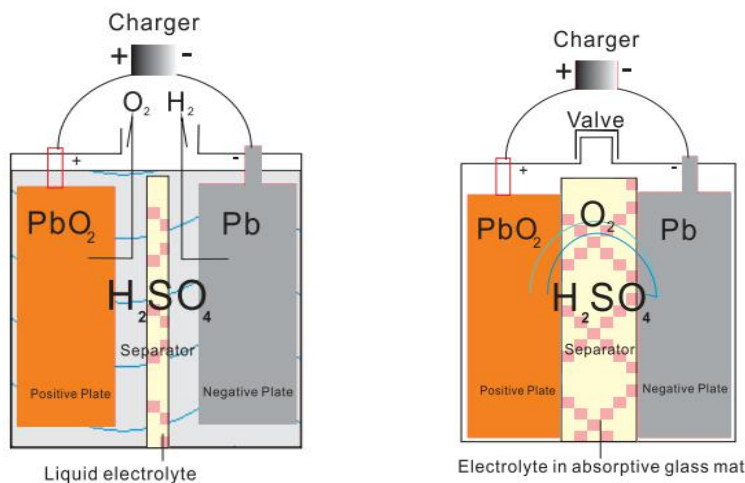 Charger
+ -
O₂ H₂
+ -
PbO₂ Pb
H₂SO₄
Separator
Positive Plate Negative Plate
Liquid electrolyte
Charger
+ -
Valve
+ -
O₂
PbO₂ Pb
H₂SO₄
Separator
Positive Plate Negative Plate
Electrolyte in absorptive glass mat